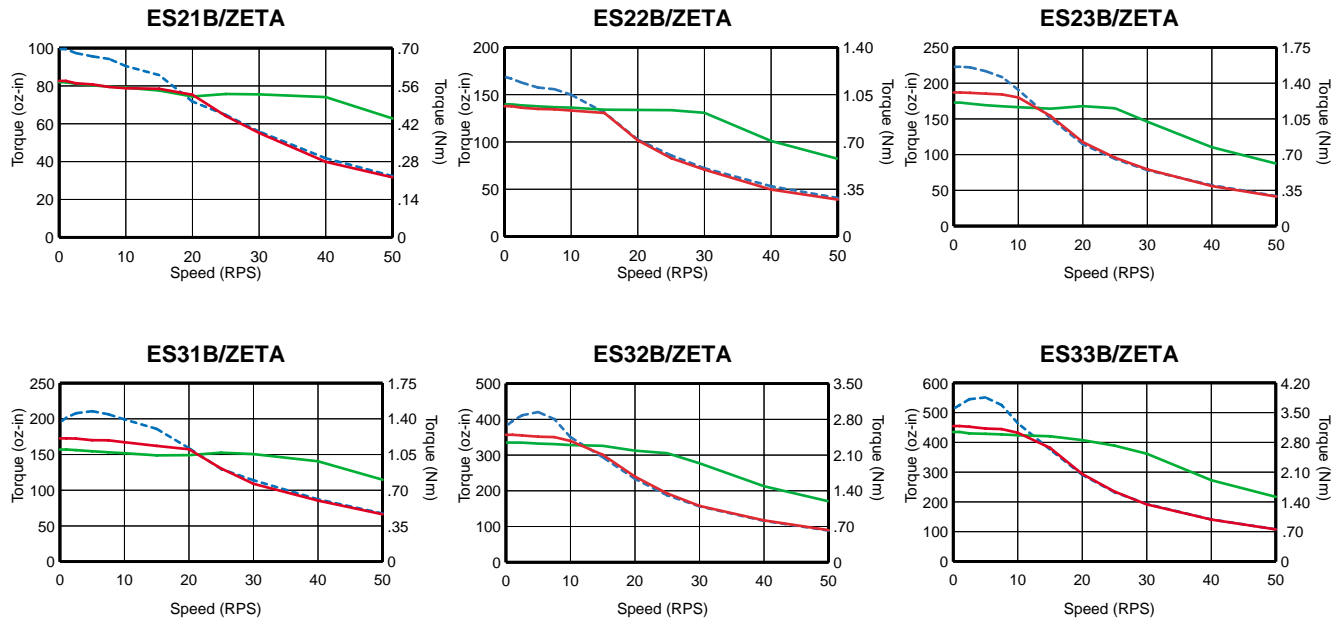 ES21B/ZETA
Torque (oz-in)
100
80
60
40
20
0
.70
.56
.42
.28
.14
0
Torque (Nm)
0 10 20 30 40 50
Speed (RPS)
ES22B/ZETA
Torque (oz-in)
200
150
100
50
0
1.40
1.05
.70
.35
0
Torque (Nm)
0 10 20 30 40 50
Speed (RPS)
ES23B/ZETA
Torque (oz-in)
250
200
150
100
50
0
1.75
1.40
1.05
.70
.35
0
Torque (Nm)
0 10 20 30 40 50
Speed (RPS)
ES31B/ZETA
Torque (oz-in)
250
200
150
100
50
0
1.75
1.40
1.05
.70
.35
0
Torque (Nm)
0 10 20 30 40 50
Speed (RPS)
ES32B/ZETA
Torque (oz-in)
500
400
300
200
100
0
3.50
2.80
2.10
1.40
.70
0
Torque (Nm)
0 10 20 30 40 50
Speed (RPS)
ES33B/ZETA
Torque (oz-in)
600
500
400
300
200
100
0
4.20
3.50
2.80
2.10
1.40
.70
0
Torque (Nm)
0 10 20 30 40 50
Speed (RPS)